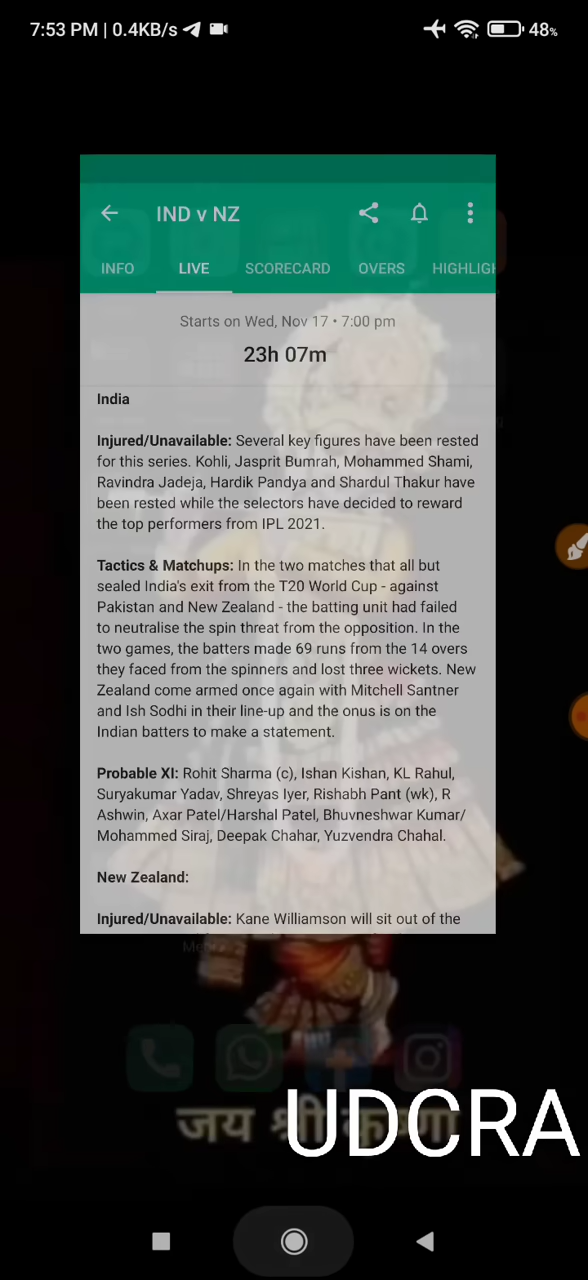 7:53 PM | 0.4KB/s
48%
IND v NZ
INFO LIVE SCORECARD OVERS HIGHLIGH
Starts on Wed, Nov 17 • 7:00 pm
23h 07m
India
Injured/Unavailable: Several key figures have been rested
for this series. Kohli, Jasprit Bumrah, Mohammed Shami,
Ravindra Jadeja, Hardik Pandya and Shardul Thakur have
been rested while the selectors have decided to reward
the top performers from IPL 2021.
Tactics & Matchups: In the two matches that all but
sealed India's exit from the T20 World Cup - against
Pakistan and New Zealand - the batting unit had failed
to neutralise the spin threat from the opposition. In the
two games, the batters made 69 runs from the 14 overs
they faced from the spinners and lost three wickets. New
Zealand come armed once again with Mitchell Santner
and Ish Sodhi in their line-up and the onus is on the
Indian batters to make a statement.
Probable XI: Rohit Sharma (c), Ishan Kishan, KL Rahul,
Suryakumar Yadav, Shreyas Iyer, Rishabh Pant (wk), R
Ashwin, Axar Patel/Harshal Patel, Bhuvneshwar Kumar/
Mohammed Siraj, Deepak Chahar, Yuzvendra Chahal.
New Zealand:
Injured/Unavailable: Kane Williamson will sit out of the
जय श्री
UDCRA